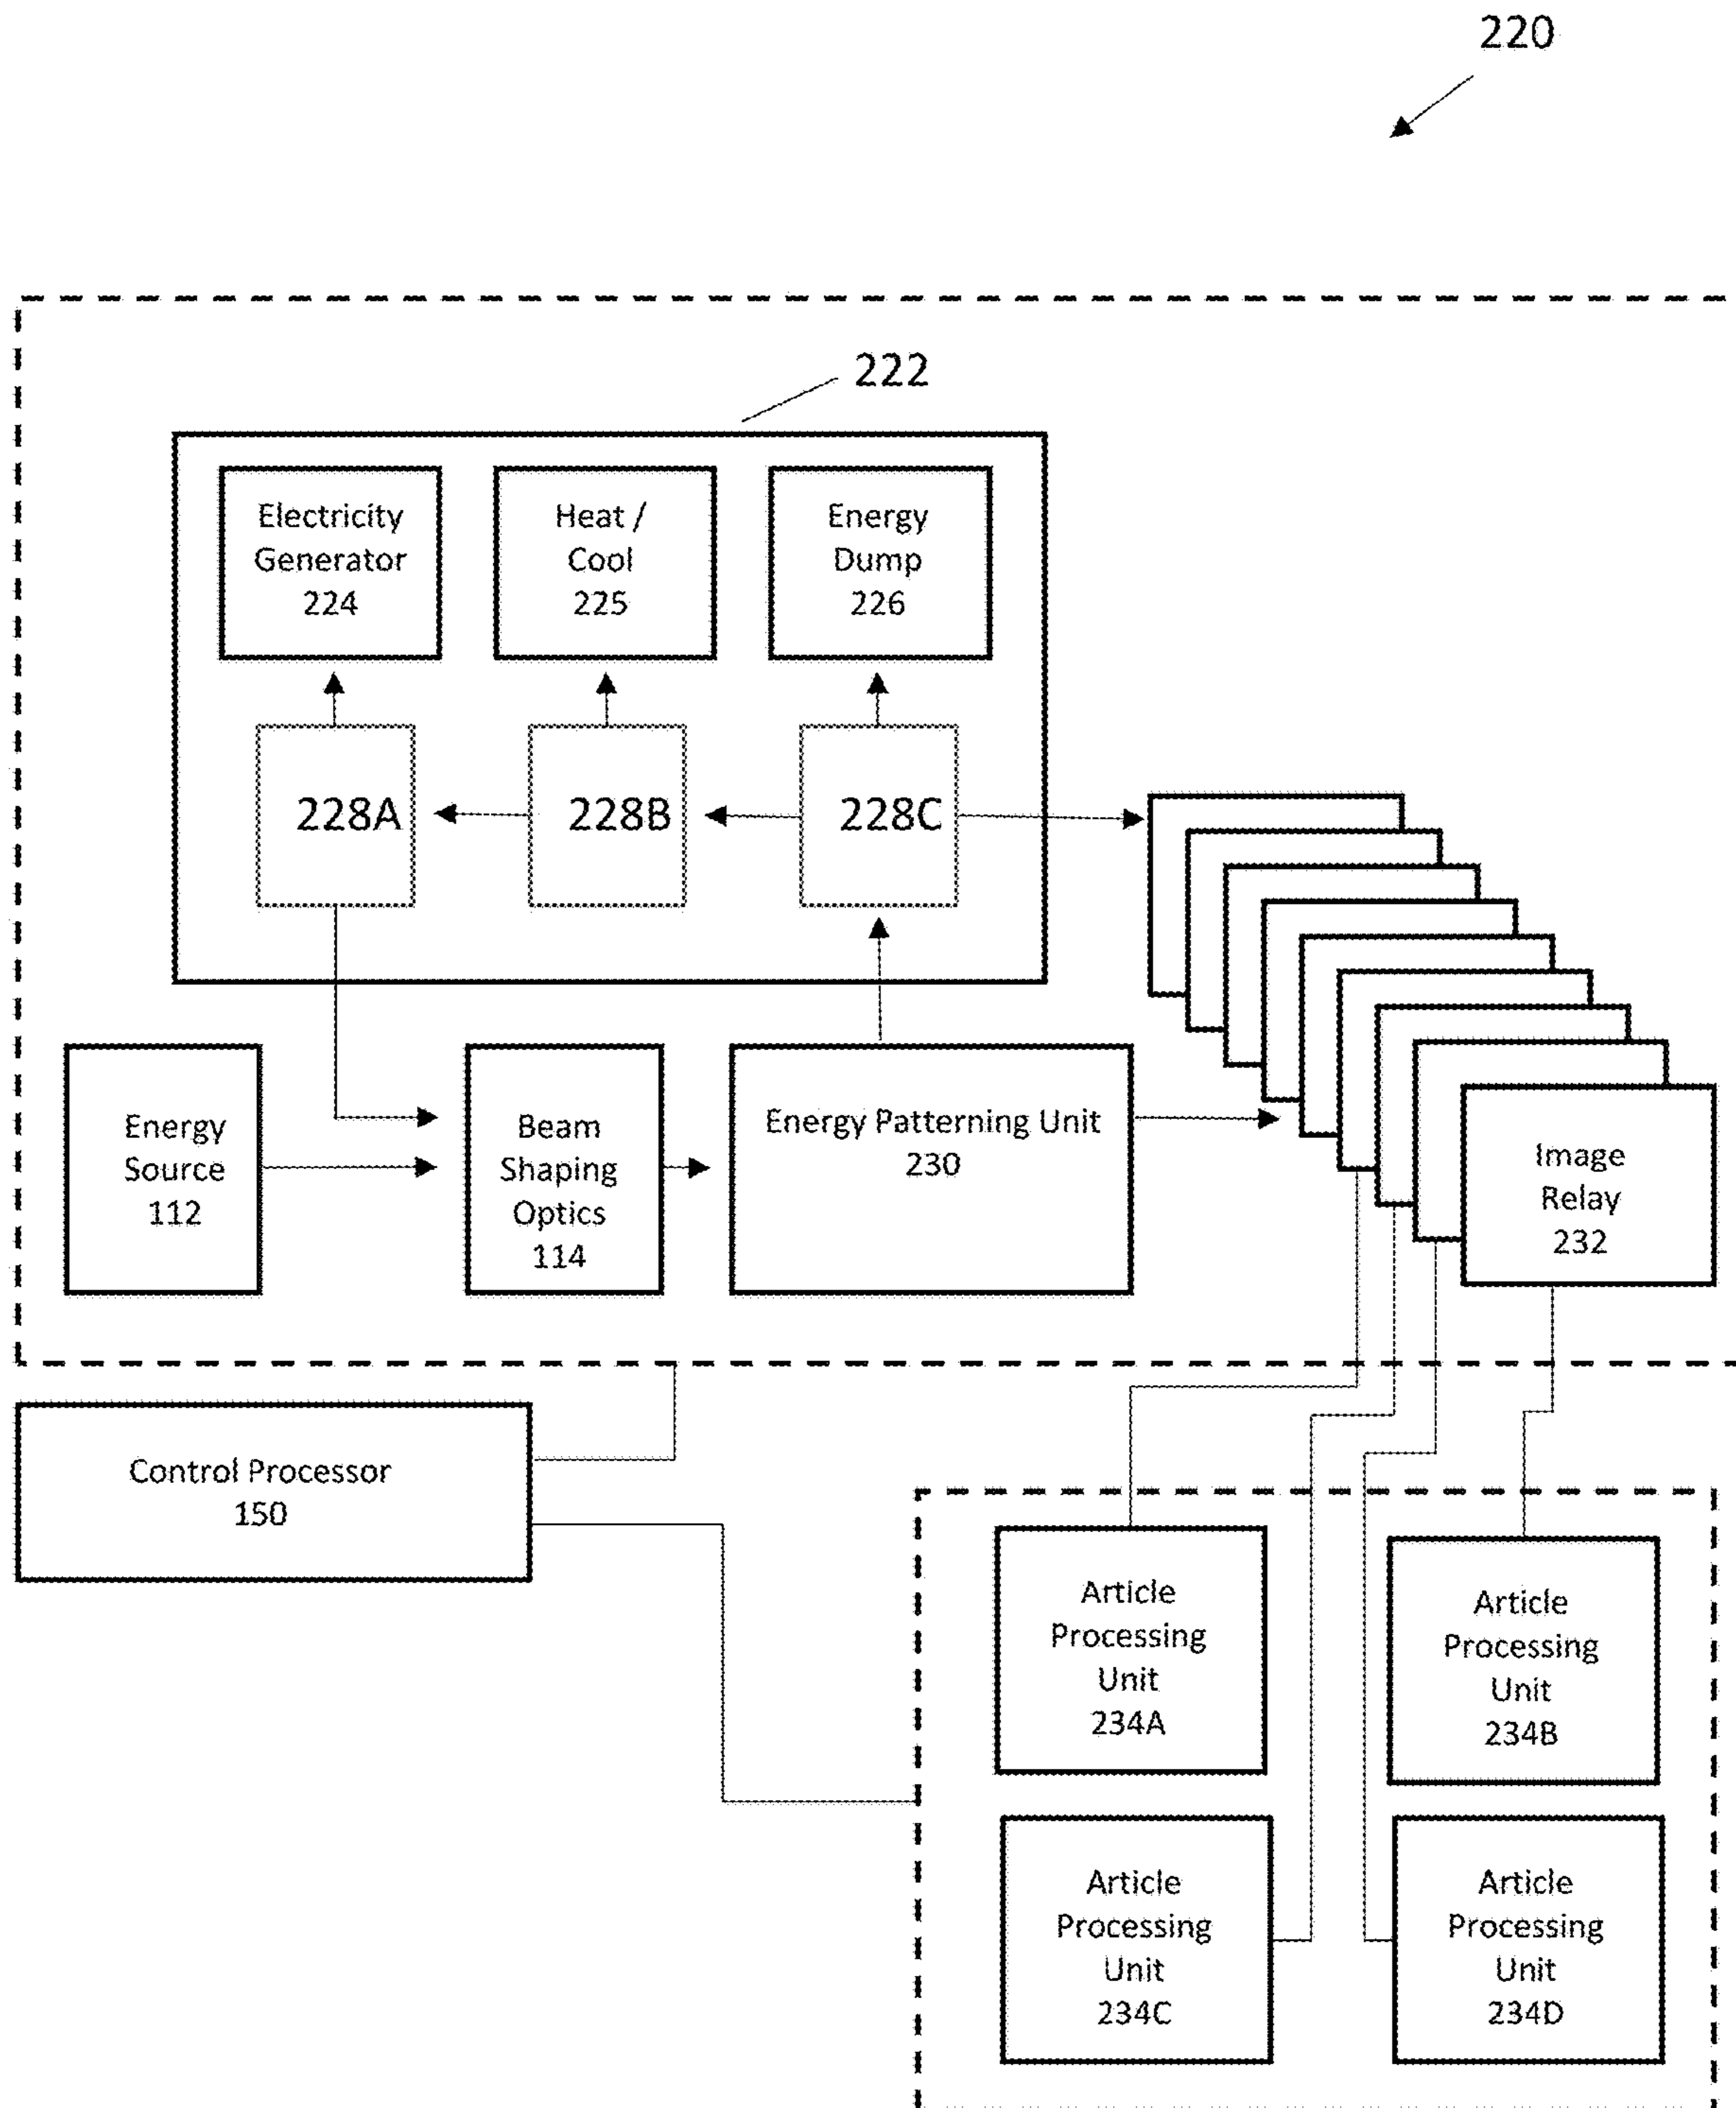 220
222
Electricity
Generator
224
Heat /
Cool
225
Energy
Dump
226
228A
228B
228C
Energy
Source
112
Beam
Shaping
Optics
114
Energy Patterning Unit
230
Image
Relay
232
Control Processor
150
Article
Processing
Unit
234A
Article
Processing
Unit
234B
Article
Processing
Unit
234C
Article
Processing
Unit
234D